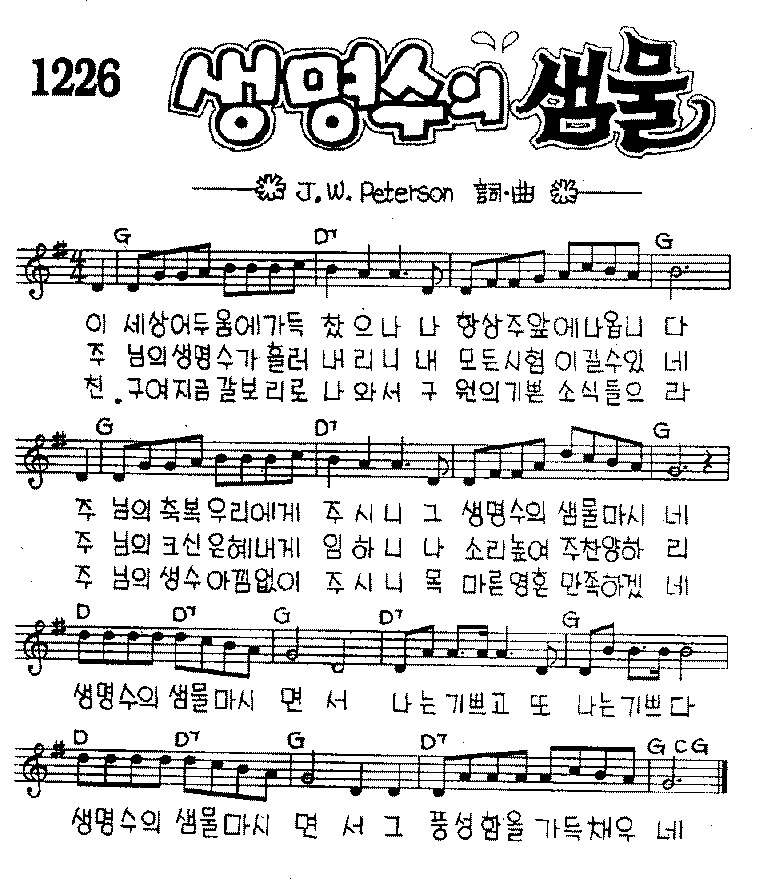 1226
생명수의 샘물
J.W. Peterson 詞·曲
G D7 G
이 세상어두움에가득 찼으나 나 항상주앞에나옵니 다
주 님의생명수가 흘러 내리니 내 모든시험이길수있 네
친.구여지금갈보리로 나와서 구 원의기쁜 소식들으 라
G D7 G
주 님의 축복우리에게 주시니 그 생명수의 샘물마시 네
주 님의 크신은혜내게 임하니 나 소리높여 주찬양하 리
주 님의 생수아낌없이 주시니 목 마른영혼 만족하겠 네
D D7 G D7 G
생명수의 샘물마시 면 서 나는기쁘고 또 나는기쁘다
D D7 G D7 G C G
생명수의 샘물마시 면 서 그 풍성함을 가득채우 네